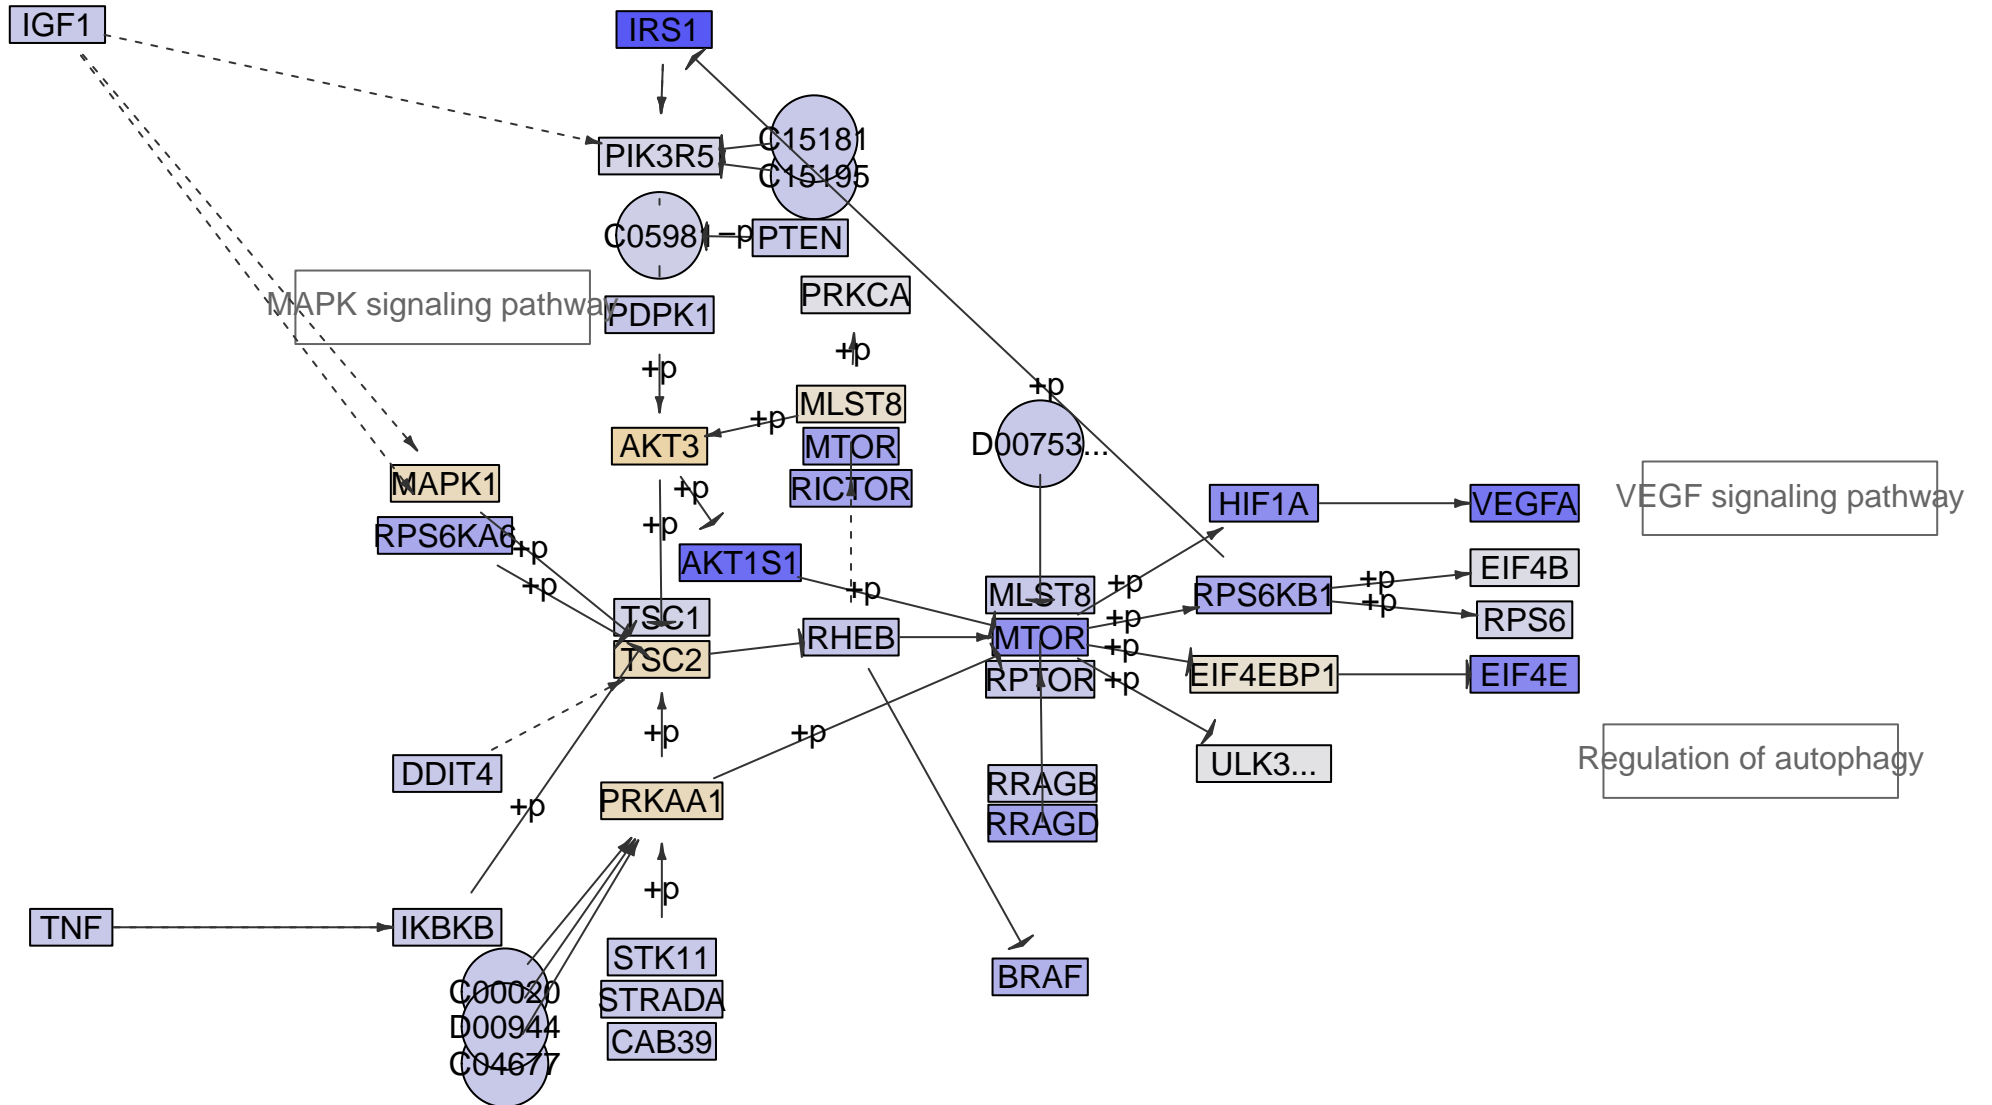 IGF1
IRS1
C15181
PIK3R5
C15195
C05981
-p
PTEN
PRKCA
MAPK signaling pathway
PDPK1
+p
+p
+p
MLST8
+p
AKT3
MTOR
D00753...
MAPK1
+p
RICTOR
VEGF signaling pathway
HIF1A
VEGFA
+p
RPS6KA6
+p
AKT1S1
EIF4B
+p
+p
+p
+p
MLST8
RPS6KB1
+p
TSC1
+p
RPS6
RHEB
MTOR
+p
TSC2
RPTOR
+p
EIF4EBP1
EIF4E
+p
+p
Regulation of autophagy
DDIT4
ULK3...
RRAGB
PRKAA1
+p
RRAGD
+p
TNF
IKBKB
STK11
BRAF
C00020
STRADA
D00944
CAB39
C04677